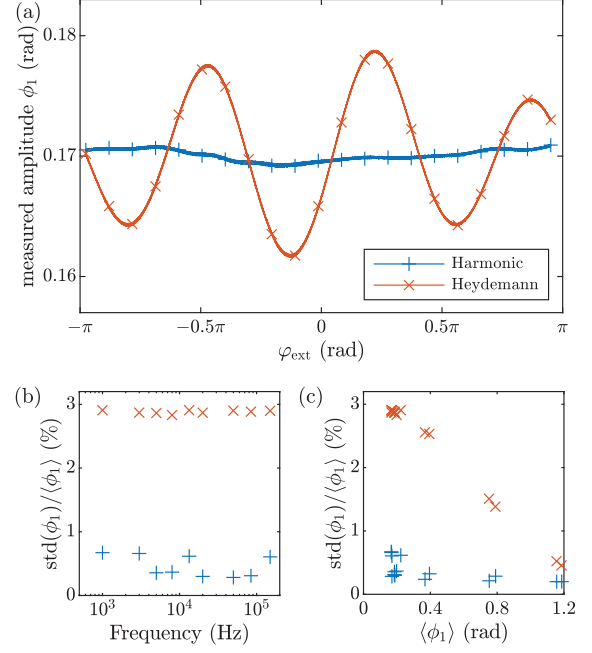 (a)
measured amplitude ϕ₁ (rad)
0.18
0.17
0.16
Harmonic
Heydemann
−π
−0.5π
0
0.5π
π
φext (rad)
(b)
std(ϕ₁)/⟨ϕ₁⟩ (%)
3
2
1
0
10³
10⁴
10⁵
Frequency (Hz)
(c)
std(ϕ₁)/⟨ϕ₁⟩ (%)
3
2
1
0
0
0.4
0.8
1.2
⟨ϕ₁⟩ (rad)